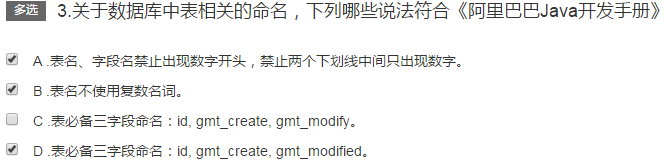 多选 3.关于数据库中表相关的命名，下列哪些说法符合《阿里巴巴Java开发手册》
A .表名、字段名禁止出现数字开头，禁止两个下划线中间只出现数字。
B .表名不使用复数名词。
C .表必备三字段命名：id, gmt_create, gmt_modify。
D .表必备三字段命名：id, gmt_create, gmt_modified。